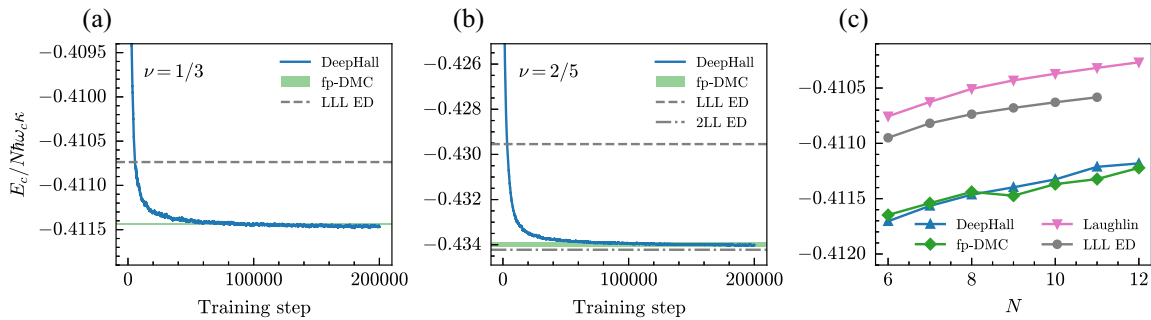 (a)
E_c/Nℏω_cκ
−0.4095
−0.4100
−0.4105
−0.4110
−0.4115
ν = 1/3
DeepHall
fp-DMC
LLL ED
0
100000
200000
Training step
(b)
−0.426
−0.428
−0.430
−0.432
−0.434
ν = 2/5
DeepHall
fp-DMC
LLL ED
2LL ED
0
100000
200000
Training step
(c)
−0.4105
−0.4110
−0.4115
−0.4120
DeepHall
fp-DMC
Laughlin
LLL ED
6
8
10
12
N